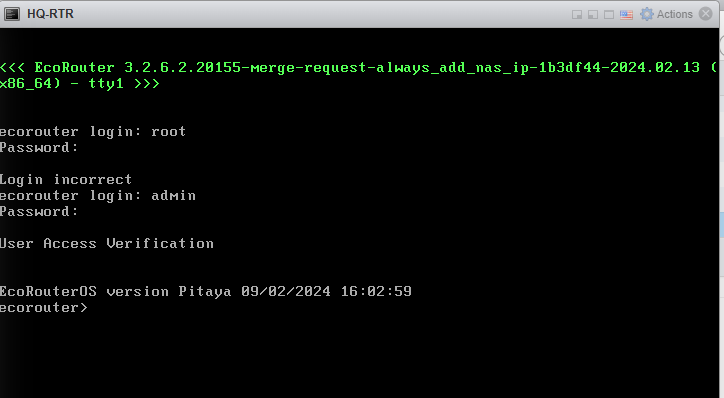 HQ-RTR
Actions
<<< EcoRouter 3.2.6.2.20155-merge-request-always_add_nas_ip-1b3df44-2024.02.13 (
x86_64) - tty1 >>>
ecorouter login: root
Password:
Login incorrect
ecorouter login: admin
Password:
User Access Verification
EcoRouterOS version Pitaya 09/02/2024 16:02:59
ecorouter>